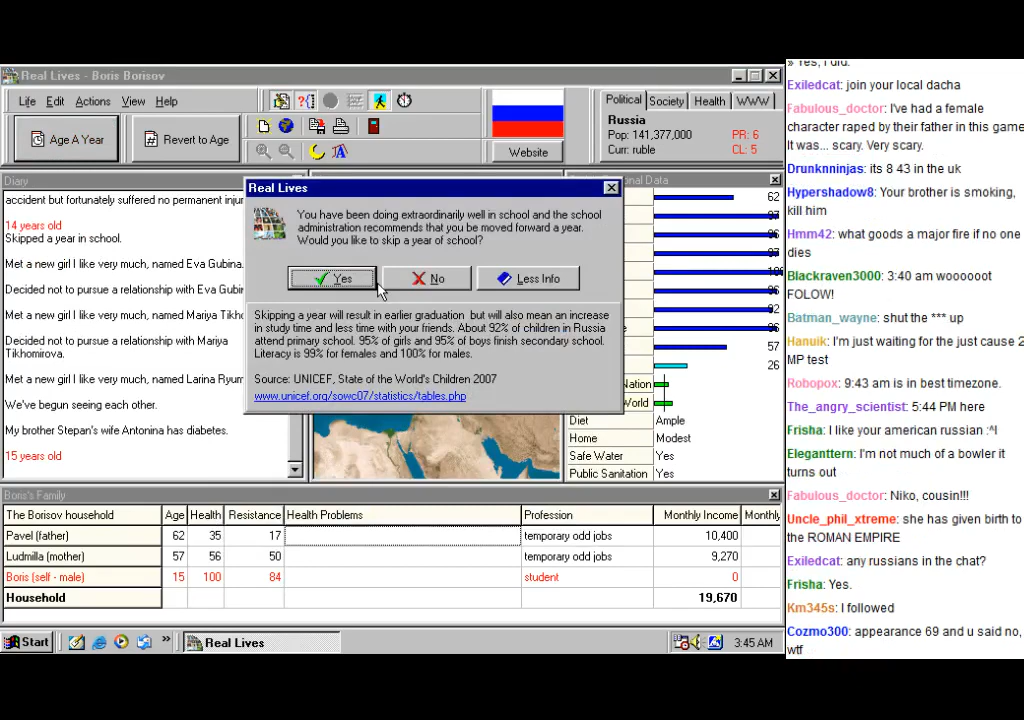 Real Lives - Boris Borisov
Life Edit Actions View Help
Age A Year
Revert to Age
Website
Political Society Health WWW
Russia
Pop: 141,377,000 PR: 6
Curr: ruble CL: 5
Diary
accident but fortunately suffered no permanent injur
14 years old
Skipped a year in school.
Met a new girl I like very much, named Eva Gubina.
Decided not to pursue a relationship with Eva Gubir
Met a new girl I like very much, named Mariya Tikho
Decided not to pursue a relationship with Mariya
Tikhomirova.
Met a new girl I like very much, named Larina Ryum
We've begun seeing each other.
My brother Stepan's wife Antonina has diabetes.
15 years old
Real Lives
You have been doing extraordinarily well in school and the school
administration recommends that you be moved forward a year.
Would you like to skip a year of school?
Yes No Less Info
Skipping a year will result in earlier graduation but will also mean an increase
in study time and less time with your friends. About 92% of children in Russia
attend primary school. 95% of girls and 95% of boys finish secondary school.
Literacy is 99% for females and 100% for males.
Source: UNICEF, State of the World's Children 2007
www.unicef.org/sowc07/statistics/tables.php
onal Data
62
57
26
Nation
World
Diet Ample
Home Modest
Safe Water Yes
Public Sanitation Yes
Boris's Family
The Borisov household Age Health Resistance Health Problems Profession Monthly Income Monthly
Pavel (father) 62 35 17 temporary odd jobs 10,400
Ludmilla (mother) 57 56 50 temporary odd jobs 9,270
Boris (self - male) 15 100 84 student 0
Household 19,670
Start » Real Lives 3:45 AM
» Yes, I did.
Exiledcat: join your local dacha
Fabulous_doctor: I've had a female
character raped by their father in this game
It was... scary. Very scary.
Drunknninjas: its 8 43 in the uk
Hypershadow8: Your brother is smoking,
kill him
Hmm42: what goods a major fire if no one
dies
Blackraven3000: 3:40 am woooooot
FOLOW!
Batman_wayne: shut the *** up
Hanuik: I'm just waiting for the just cause 2
MP test
Robopox: 9:43 am is in best timezone.
The_angry_scientist: 5:44 PM here
Frisha: I like your american russian :^l
Eleganttern: I'm not much of a bowler it
turns out
Fabulous_doctor: Niko, cousin!!!
Uncle_phil_xtreme: she has given birth to
the ROMAN EMPIRE
Exiledcat: any russians in the chat?
Frisha: Yes.
Km345s: I followed
Cozmo300: appearance 69 and u said no,
wtf